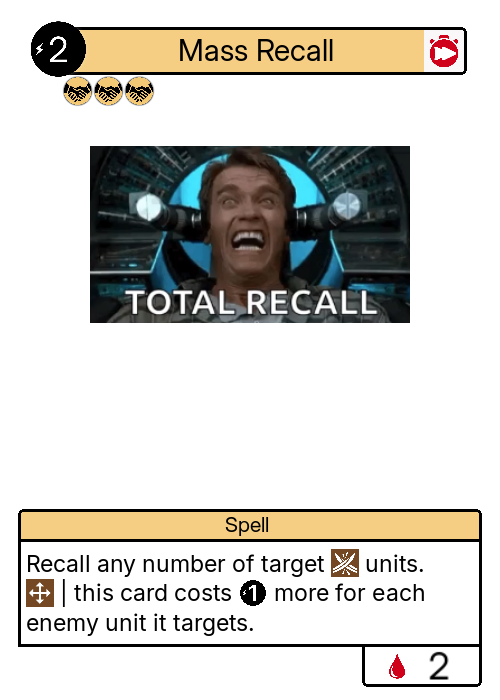 2 Mass Recall
TOTAL RECALL
Spell
Recall any number of target units.
| this card costs 1 more for each
enemy unit it targets.
2